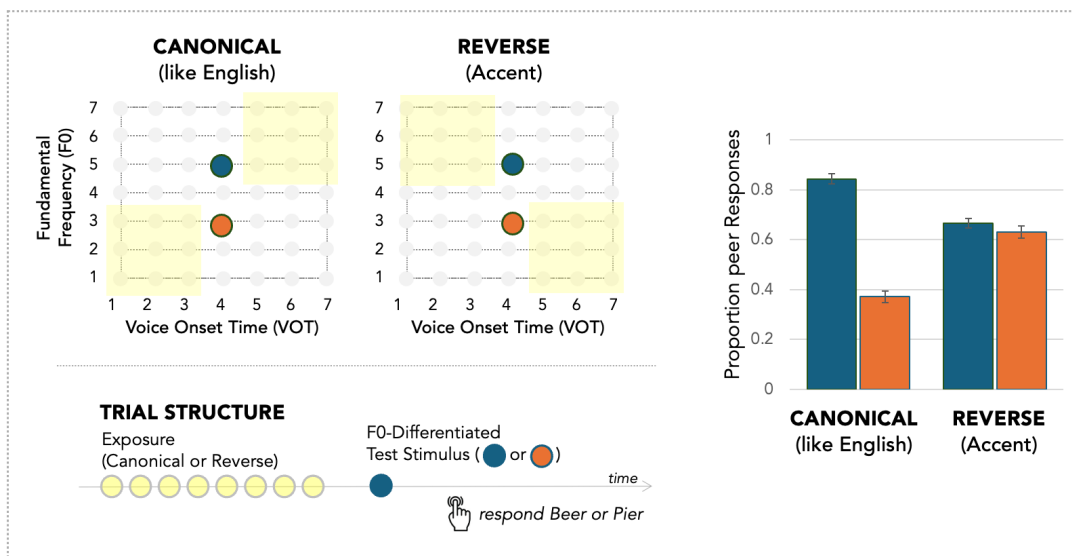 CANONICAL
(like English)
REVERSE
(Accent)
Fundamental
Frequency (F0)
7
6
5
4
3
2
1
1 2 3 4 5 6 7
Voice Onset Time (VOT)
7
6
5
4
3
2
1
1 2 3 4 5 6 7
Voice Onset Time (VOT)
TRIAL STRUCTURE
Exposure
(Canonical or Reverse)
F0-Differentiated
Test Stimulus ( or )
time
respond Beer or Pier
Proportion peer Responses
1
0.8
0.6
0.4
0.2
0
CANONICAL
(like English)
REVERSE
(Accent)